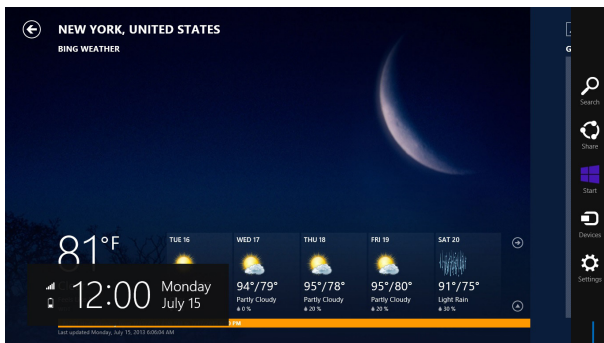 NEW YORK, UNITED STATES
BING WEATHER
Search
Share
Start
Devices
Settings
81°F
TUE 16
WED 17
THU 18
FRI 19
SAT 20
94°/79°
95°/78°
95°/80°
91°/75°
Partly Cloudy
Partly Cloudy
Partly Cloudy
Light Rain
0 %
20 %
20 %
30 %
12:00
Monday
July 15
PM
Last updated Monday, July 15, 2013 6:06:04 AM